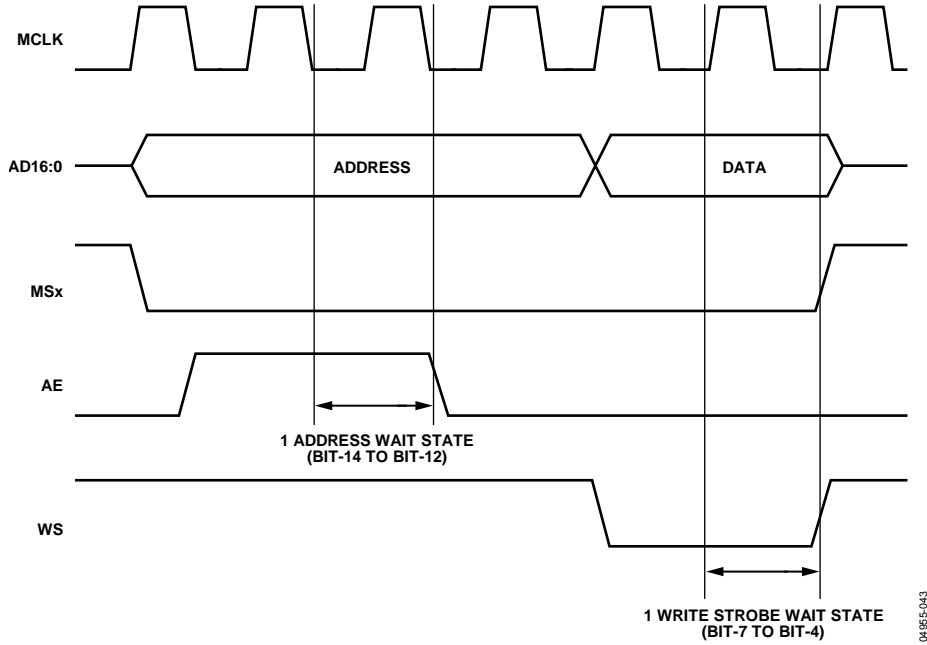 MCLK
AD16:0
ADDRESS
DATA
MSx
AE
1 ADDRESS WAIT STATE
(BIT-14 TO BIT-12)
WS
1 WRITE STROBE WAIT STATE
(BIT-7 TO BIT-4)
04955-043